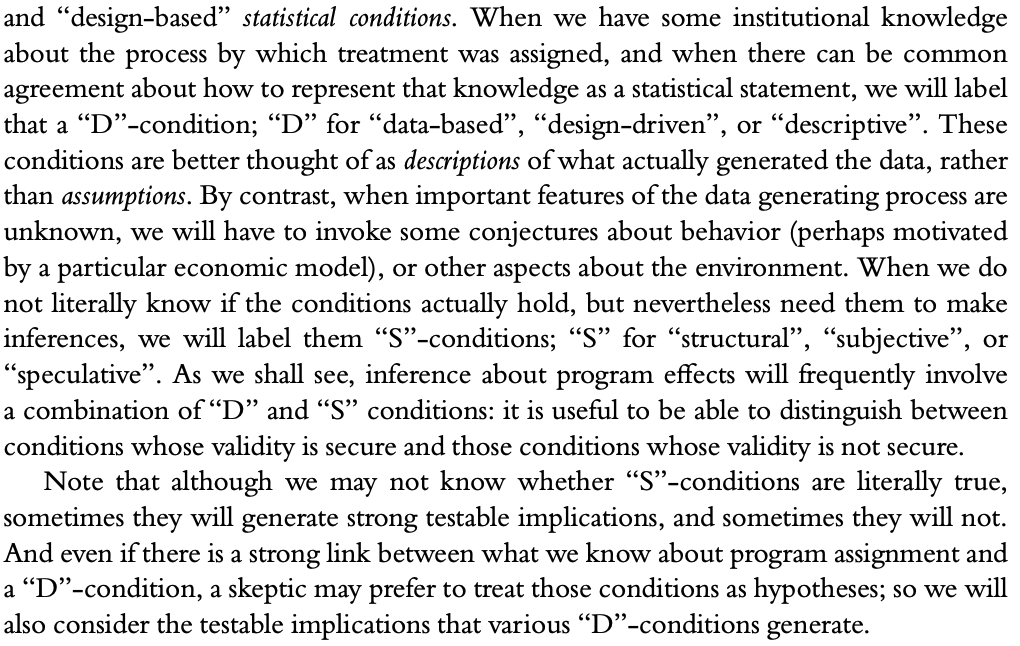 and “design-based” statistical conditions. When we have some institutional knowledge
about the process by which treatment was assigned, and when there can be common
agreement about how to represent that knowledge as a statistical statement, we will label
that a “D”-condition; “D” for “data-based”, “design-driven”, or “descriptive”. These
conditions are better thought of as descriptions of what actually generated the data, rather
than assumptions. By contrast, when important features of the data generating process are
unknown, we will have to invoke some conjectures about behavior (perhaps motivated
by a particular economic model), or other aspects about the environment. When we do
not literally know if the conditions actually hold, but nevertheless need them to make
inferences, we will label them “S”-conditions; “S” for “structural”, “subjective”, or
“speculative”. As we shall see, inference about program effects will frequently involve
a combination of “D” and “S” conditions: it is useful to be able to distinguish between
conditions whose validity is secure and those conditions whose validity is not secure.
Note that although we may not know whether “S”-conditions are literally true,
sometimes they will generate strong testable implications, and sometimes they will not.
And even if there is a strong link between what we know about program assignment and
a “D”-condition, a skeptic may prefer to treat those conditions as hypotheses; so we will
also consider the testable implications that various “D”-conditions generate.